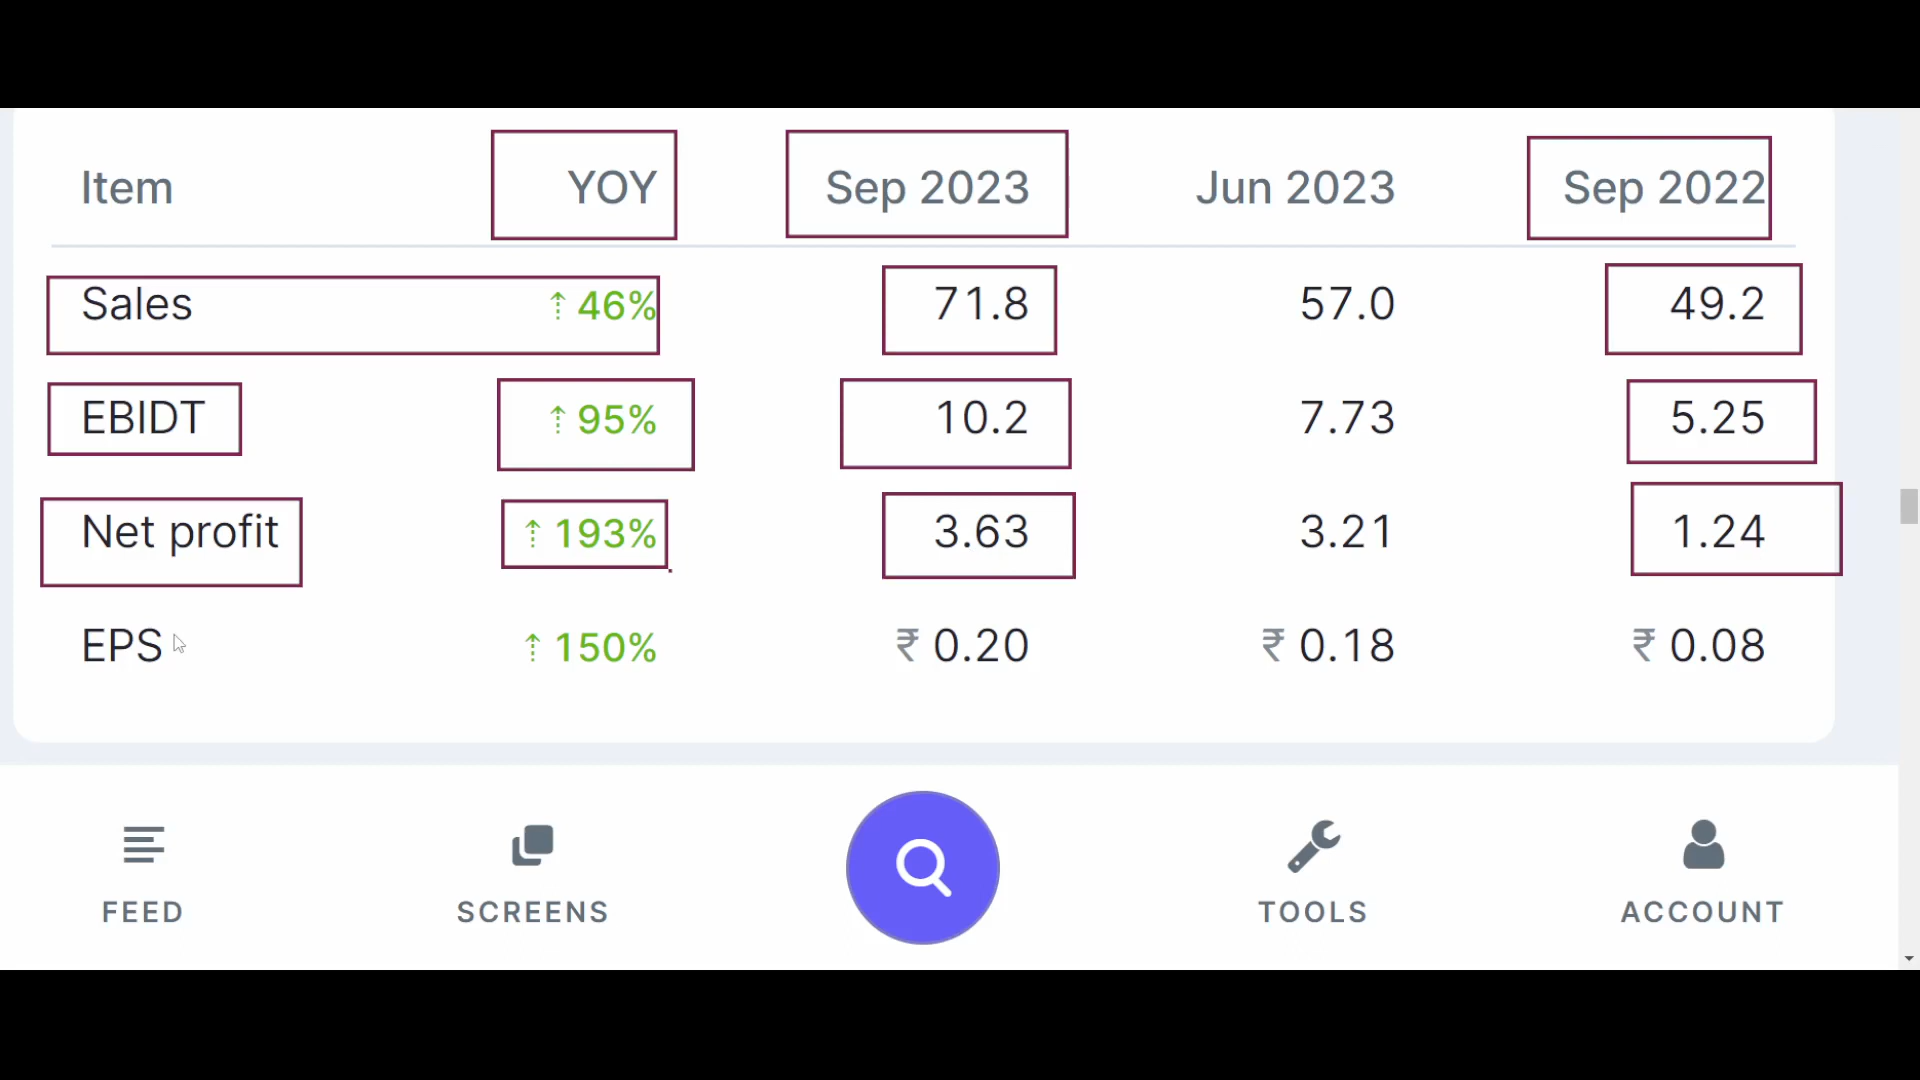 Item YOY Sep 2023 Jun 2023 Sep 2022
Sales ⇡ 46% 71.8 57.0 49.2
EBIDT ⇡ 95% 10.2 7.73 5.25
Net profit ⇡ 193% 3.63 3.21 1.24
EPS ⇡ 150% ₹ 0.20 ₹ 0.18 ₹ 0.08
FEED SCREENS TOOLS ACCOUNT